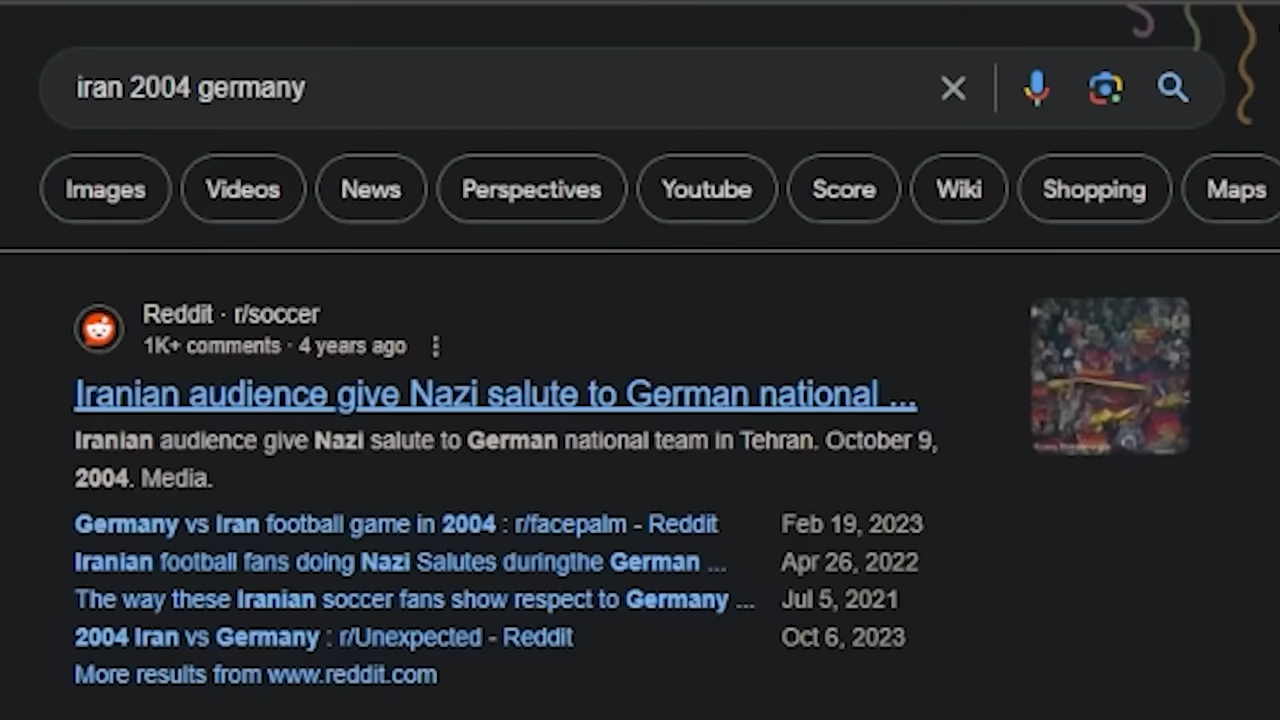 iran 2004 germany
Images Videos News Perspectives Youtube Score Wiki Shopping Maps
Reddit · r/soccer
1K+ comments · 4 years ago
Iranian audience give Nazi salute to German national ...
Iranian audience give Nazi salute to German national team in Tehran. October 9,
2004. Media.
Germany vs Iran football game in 2004 : r/facepalm - Reddit Feb 19, 2023
Iranian football fans doing Nazi Salutes duringthe German ... Apr 26, 2022
The way these Iranian soccer fans show respect to Germany ... Jul 5, 2021
2004 Iran vs Germany : r/Unexpected - Reddit Oct 6, 2023
More results from www.reddit.com